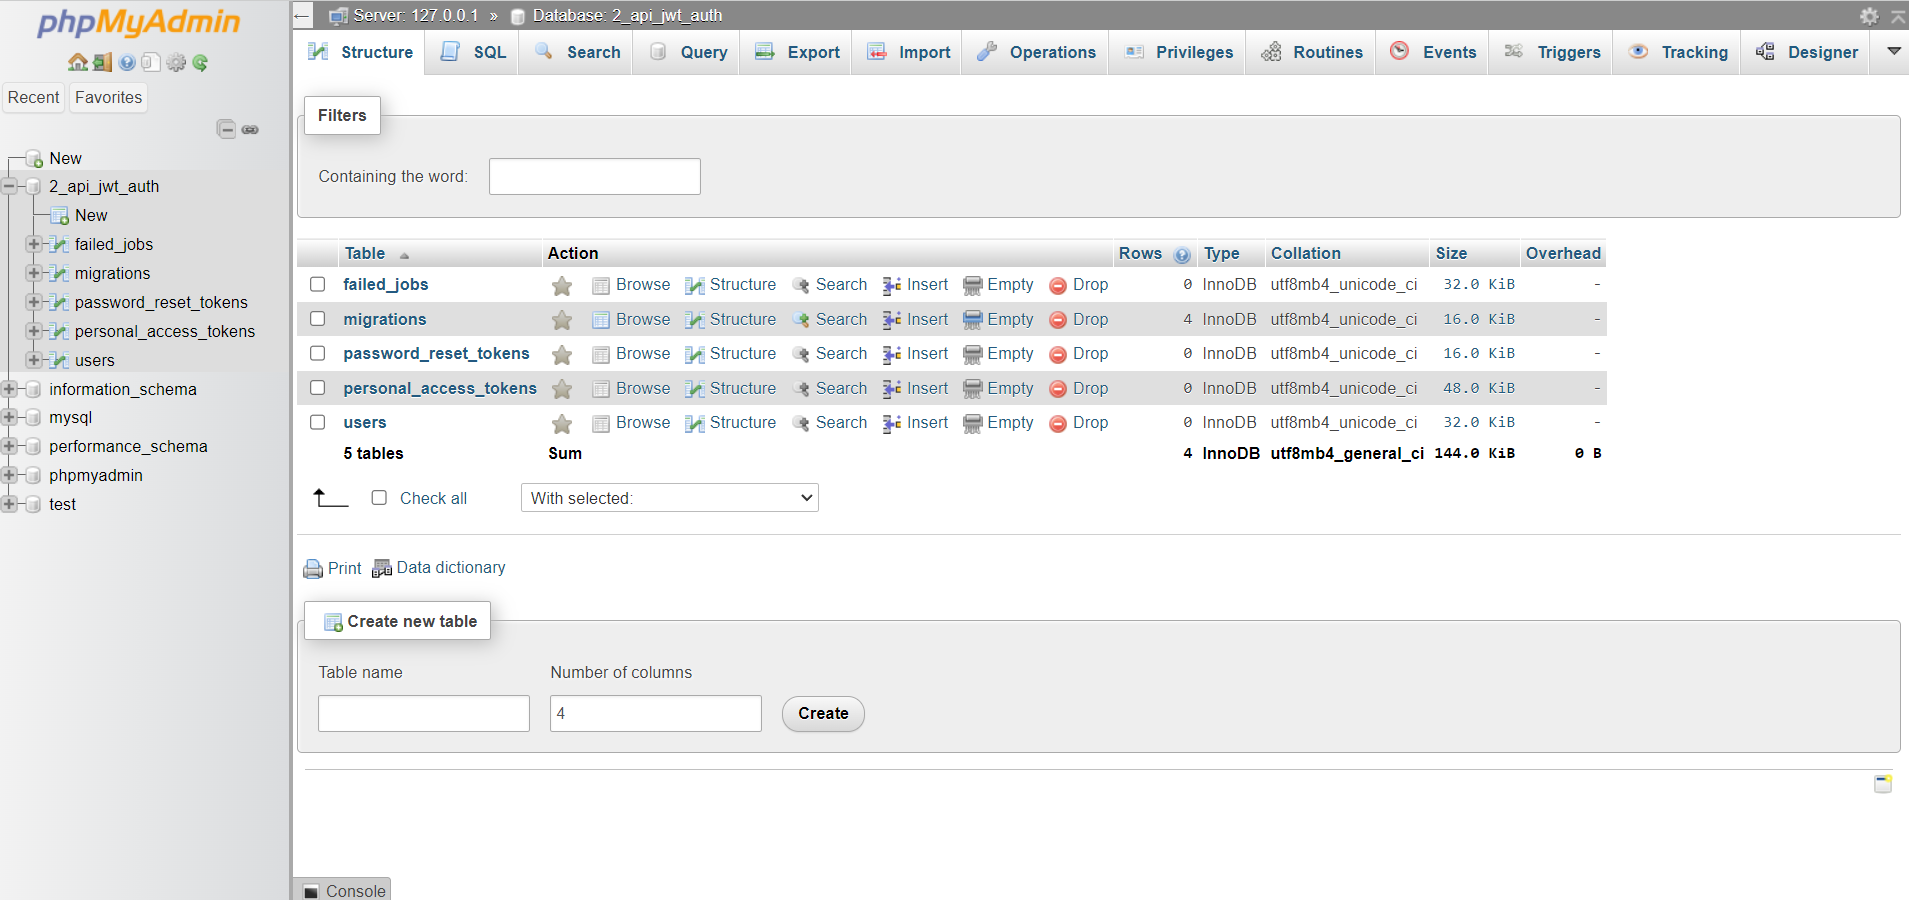 phpMyAdmin
Recent Favorites
New
2_api_jwt_auth
New
failed_jobs
migrations
password_reset_tokens
personal_access_tokens
users
information_schema
mysql
performance_schema
phpmyadmin
test
Server: 127.0.0.1 » Database: 2_api_jwt_auth
Structure SQL Search Query Export Import Operations Privileges Routines Events Triggers Tracking Designer
Filters
Containing the word:
Table Action Rows Type Collation Size Overhead
failed_jobs Browse Structure Search Insert Empty Drop 0 InnoDB utf8mb4_unicode_ci 32.0 KiB -
migrations Browse Structure Search Insert Empty Drop 4 InnoDB utf8mb4_unicode_ci 16.0 KiB -
password_reset_tokens Browse Structure Search Insert Empty Drop 0 InnoDB utf8mb4_unicode_ci 16.0 KiB -
personal_access_tokens Browse Structure Search Insert Empty Drop 0 InnoDB utf8mb4_unicode_ci 48.0 KiB -
users Browse Structure Search Insert Empty Drop 0 InnoDB utf8mb4_unicode_ci 32.0 KiB -
5 tables Sum 4 InnoDB utf8mb4_general_ci 144.0 KiB 0 B
Check all With selected:
Print Data dictionary
Create new table
Table name Number of columns
4 Create
Console